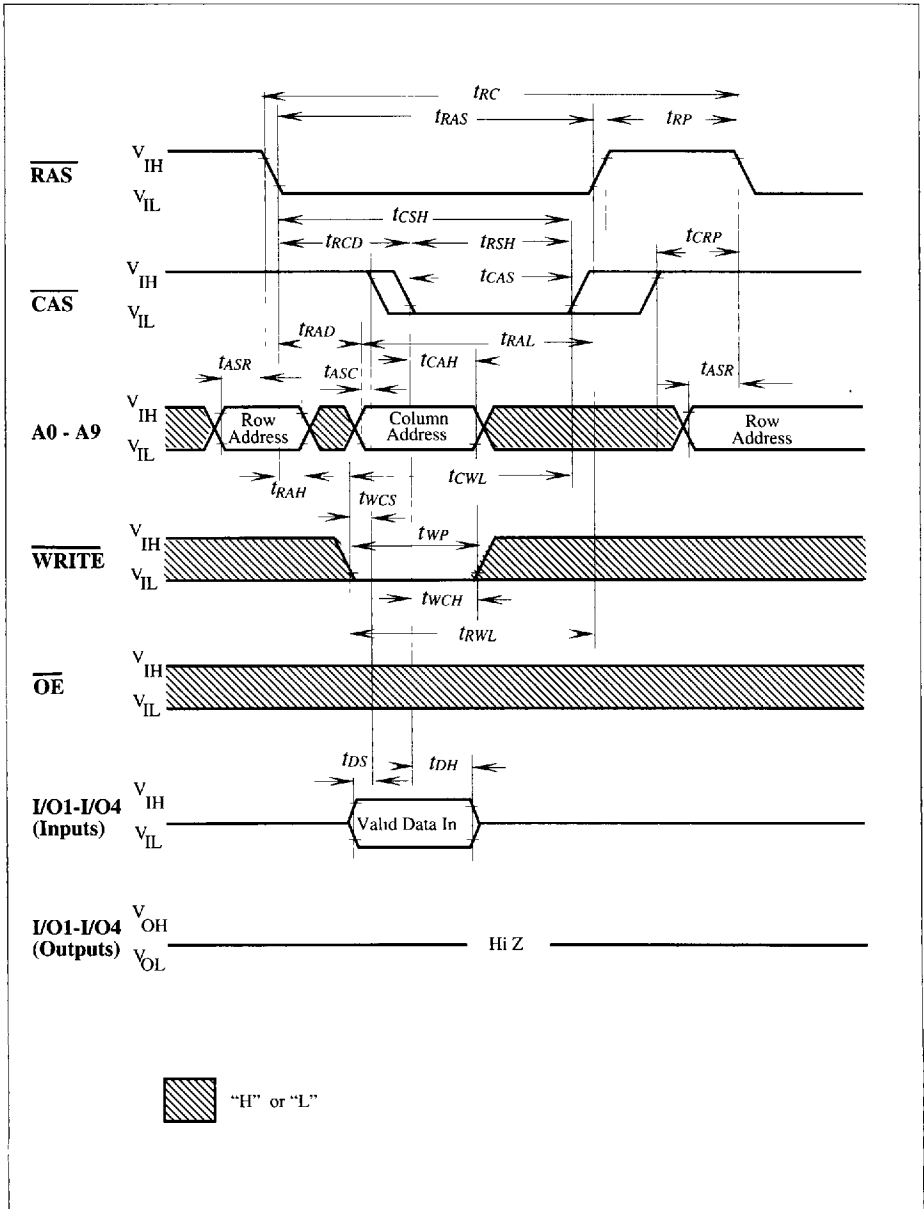 tRC
tRAS
tRP
RAS
VIH
VIL
tCSH
tRCD
tRSH
tCRP
CAS
VIH
tCAS
VIL
tRAD
tRAL
tASR
tASC
tCAH
tASR
A0 - A9
VIH
VIL
Row Address
Column Address
Row Address
tRAH
tWCS
tCWL
WRITE
VIH
VIL
tWP
tWCH
tRWL
OE
VIH
VIL
tDS
tDH
I/O1-I/O4
(Inputs)
VIH
VIL
Valid Data In
I/O1-I/O4
(Outputs)
VOH
VOL
Hi Z
“H” or “L”